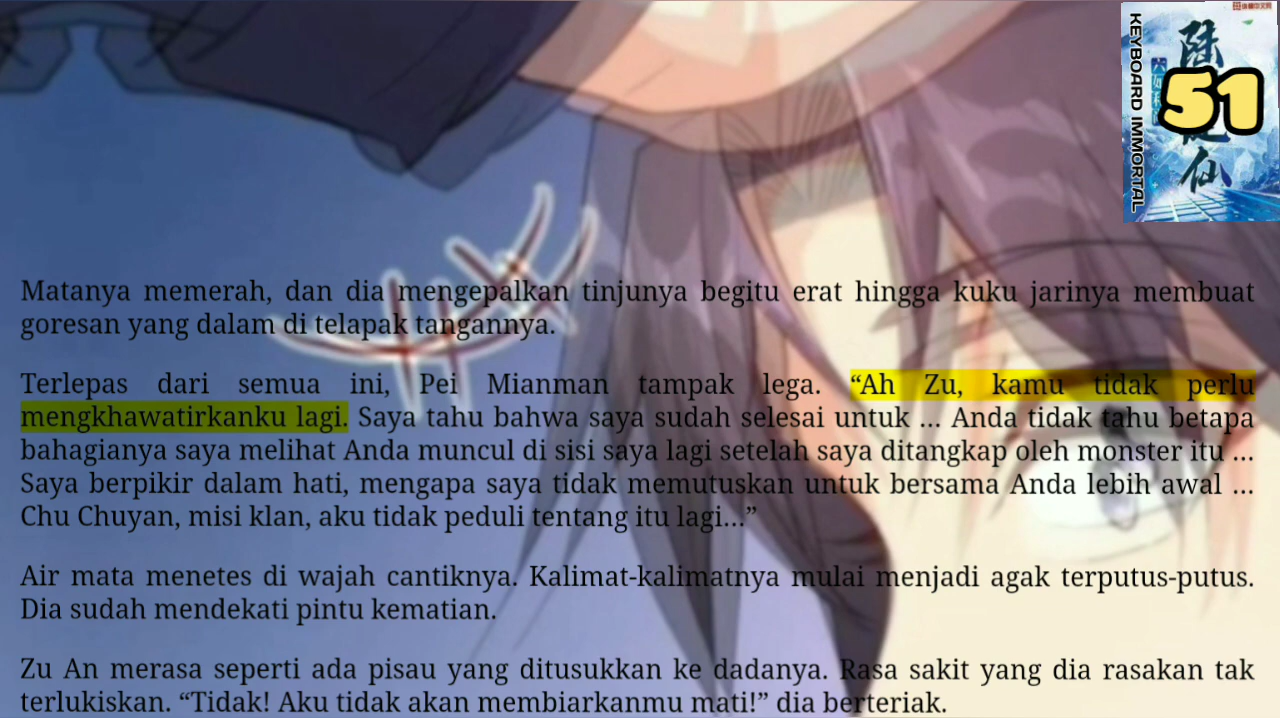 KEYBOARD IMMORTAL
51
仙
Matanya memerah, dan dia mengepalkan tinjunya begitu erat hingga kuku jarinya membuat
goresan yang dalam di telapak tangannya.
Terlepas dari semua ini, Pei Mianman tampak lega. “Ah Zu, kamu tidak perlu
mengkhawatirkanku lagi. Saya tahu bahwa saya sudah selesai untuk ... Anda tidak tahu betapa
bahagianya saya melihat Anda muncul di sisi saya lagi setelah saya ditangkap oleh monster itu ...
Saya berpikir dalam hati, mengapa saya tidak memutuskan untuk bersama Anda lebih awal ...
Chu Chuyan, misi klan, aku tidak peduli tentang itu lagi...”
Air mata menetes di wajah cantiknya. Kalimat-kalimatnya mulai menjadi agak terputus-putus.
Dia sudah mendekati pintu kematian.
Zu An merasa seperti ada pisau yang ditusukkan ke dadanya. Rasa sakit yang dia rasakan tak
terlukiskan. “Tidak! Aku tidak akan membiarkanmu mati!” dia berteriak.